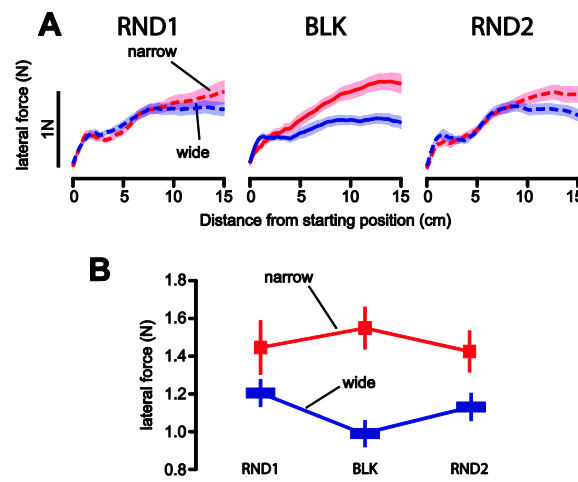 A
RND1 BLK RND2
narrow
lateral force (N)
1N
wide
0 5 10 15 0 5 10 15 0 5 10 15
Distance from starting position (cm)
B
1.8
narrow
1.6
lateral force (N)
1.4
wide
1.2
1.0
0.8
RND1 BLK RND2